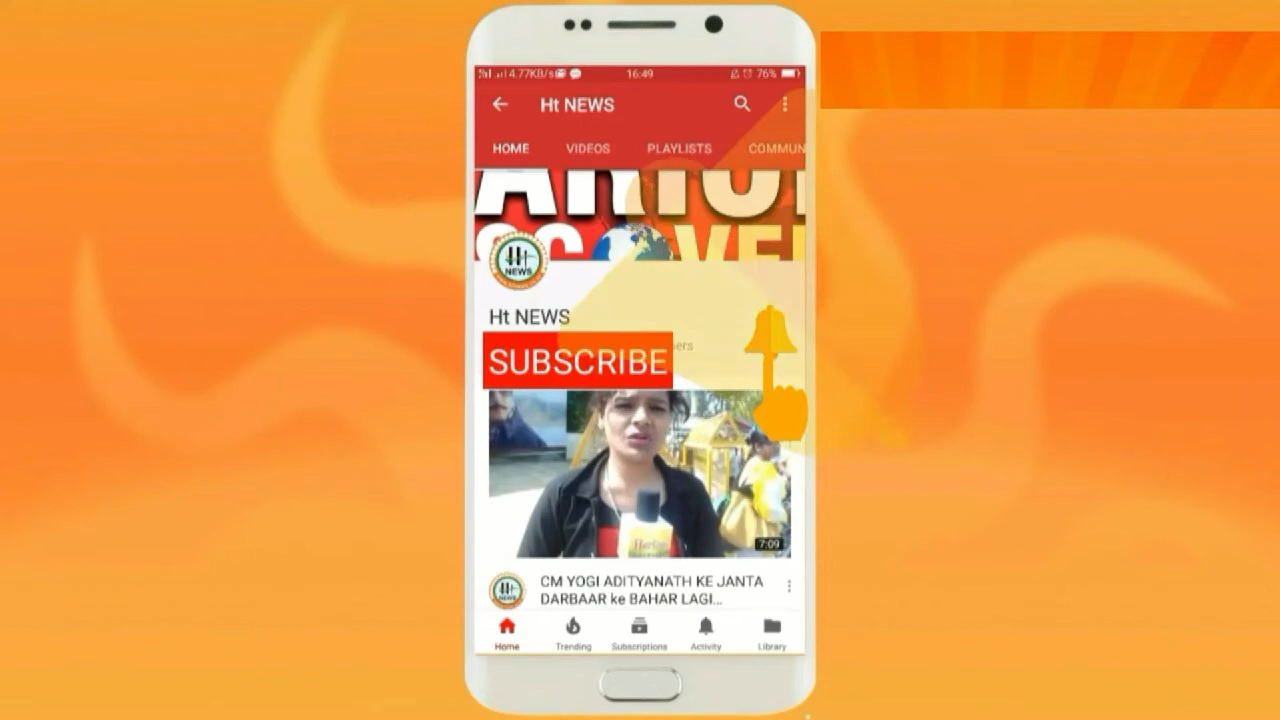 4.77KB/s
16:49
76%
Ht NEWS
HOME VIDEOS PLAYLISTS COMMUN
Ht
NEWS
Ht NEWS
SUBSCRIBE
7:09
CM YOGI ADITYANATH KE JANTA
DARBAAR ke BAHAR LAGI...
Home Trending Subscriptions Activity Library